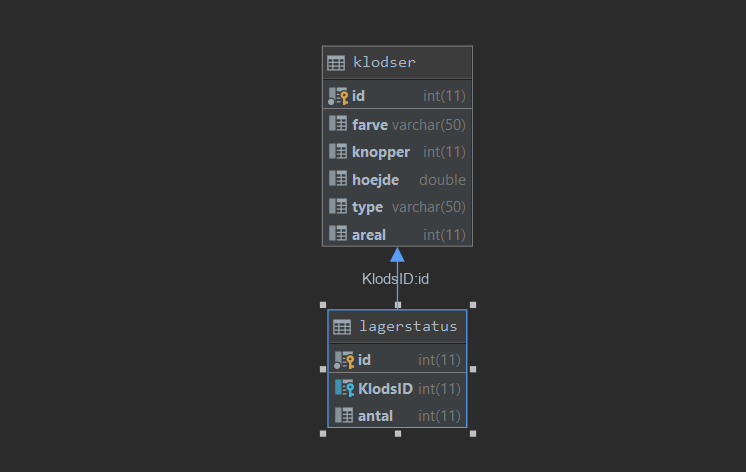 klodser
id int(11)
farve varchar(50)
knopper int(11)
hoejde double
type varchar(50)
areal int(11)
KlodsID:id
lagerstatus
id int(11)
KlodsID int(11)
antal int(11)